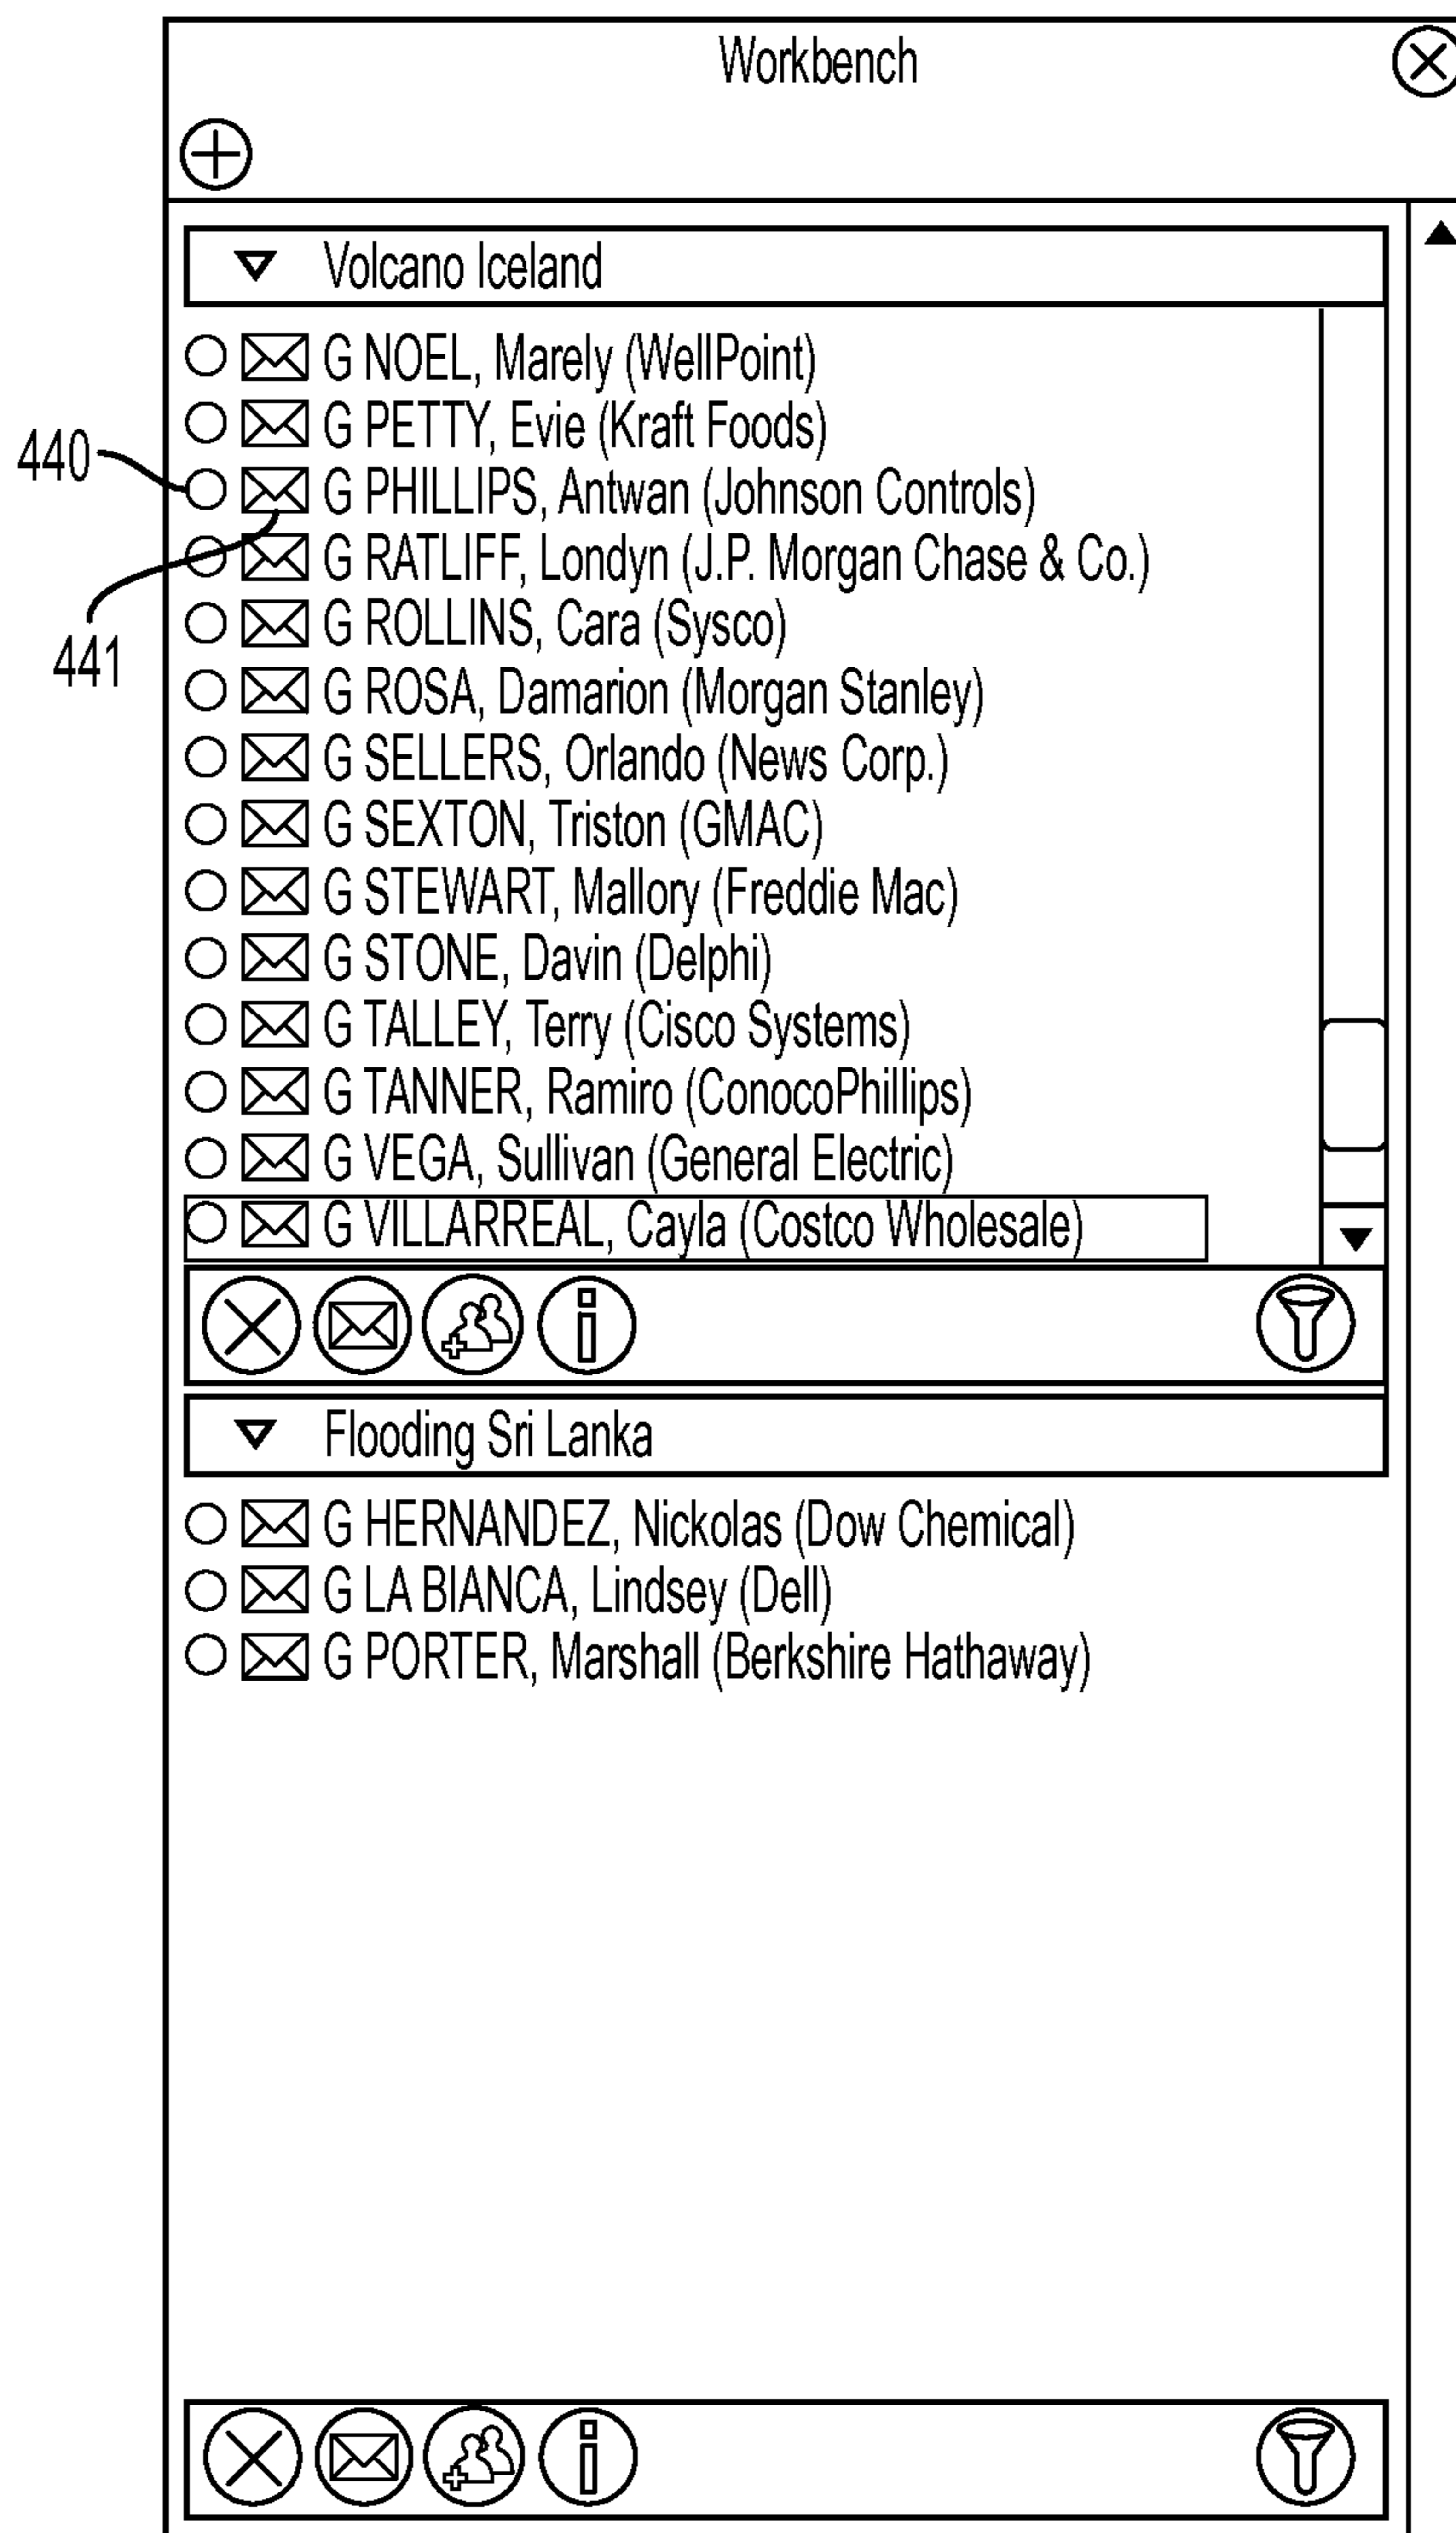 Workbench
Volcano Iceland
G NOEL, Marely (WellPoint)
G PETTY, Evie (Kraft Foods)
440
G PHILLIPS, Antwan (Johnson Controls)
G RATLIFF, Londyn (J.P. Morgan Chase & Co.)
G ROLLINS, Cara (Sysco)
441
G ROSA, Damarion (Morgan Stanley)
G SELLERS, Orlando (News Corp.)
G SEXTON, Triston (GMAC)
G STEWART, Mallory (Freddie Mac)
G STONE, Davin (Delphi)
G TALLEY, Terry (Cisco Systems)
G TANNER, Ramiro (ConocoPhillips)
G VEGA, Sullivan (General Electric)
G VILLARREAL, Cayla (Costco Wholesale)
i
Flooding Sri Lanka
G HERNANDEZ, Nickolas (Dow Chemical)
G LA BIANCA, Lindsey (Dell)
G PORTER, Marshall (Berkshire Hathaway)
i